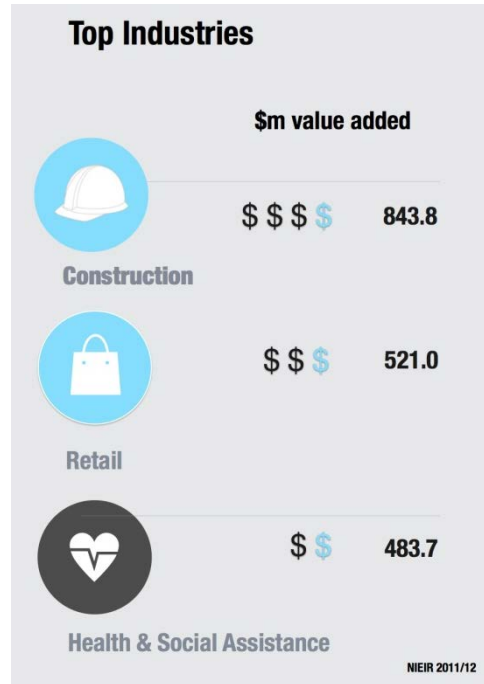 Top Industries
$m value added
$ $ $ $ 843.8
Construction
$ $ $ 521.0
Retail
$ $ 483.7
Health & Social Assistance
NIEIR 2011/12